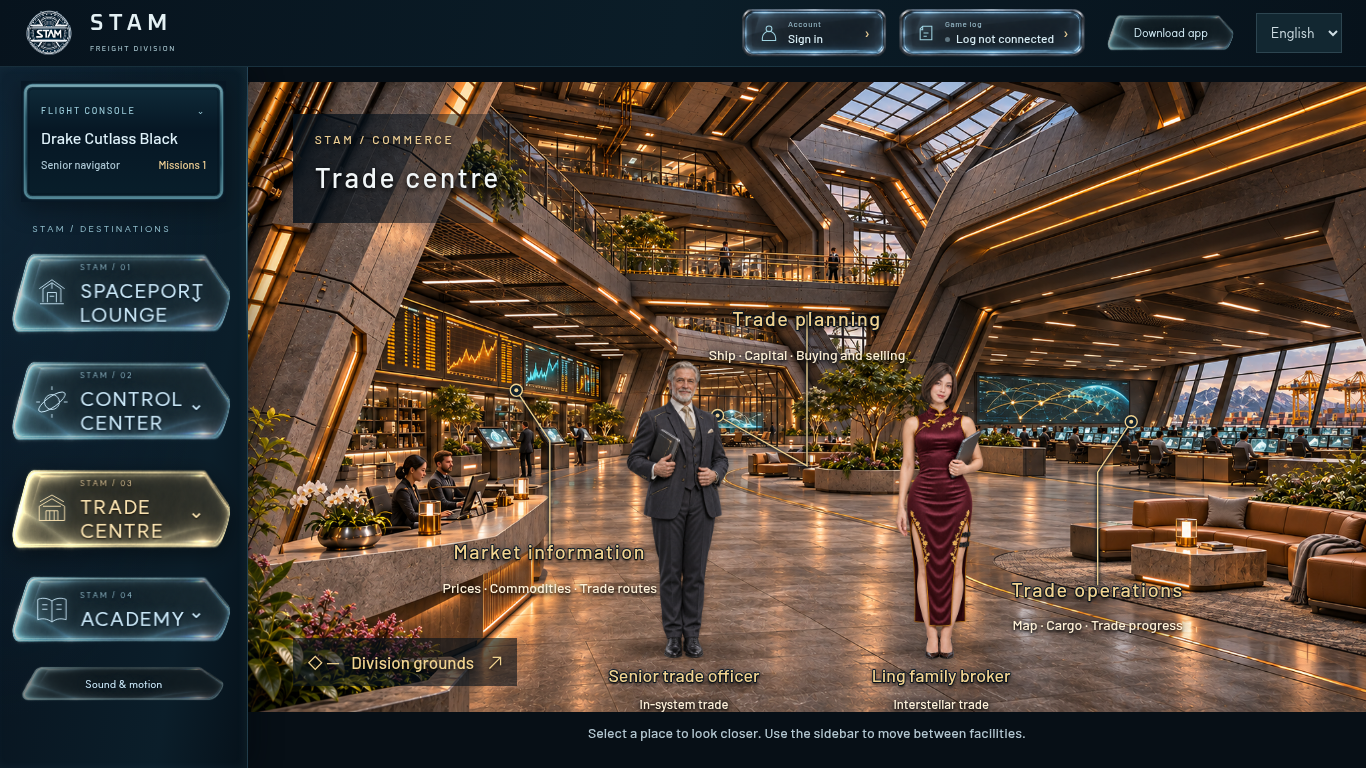 STAM
STAM
FREIGHT DIVISION
Account
Sign in
Game log
Log not connected
Download app
English
FLIGHT CONSOLE
Drake Cutlass Black
Senior navigator
Missions 1
STAM / DESTINATIONS
STAM / 01
SPACEPORT
LOUNGE
STAM / 02
CONTROL
CENTER
STAM / 03
TRADE
CENTRE
STAM / 04
ACADEMY
Sound & motion
STAM / COMMERCE
Trade centre
Trade planning
Ship · Capital · Buying and selling
Market information
Prices · Commodities · Trade routes
Trade operations
Map · Cargo · Trade progress
Division grounds
Senior trade officer
In-system trade
Ling family broker
Interstellar trade
Select a place to look closer. Use the sidebar to move between facilities.